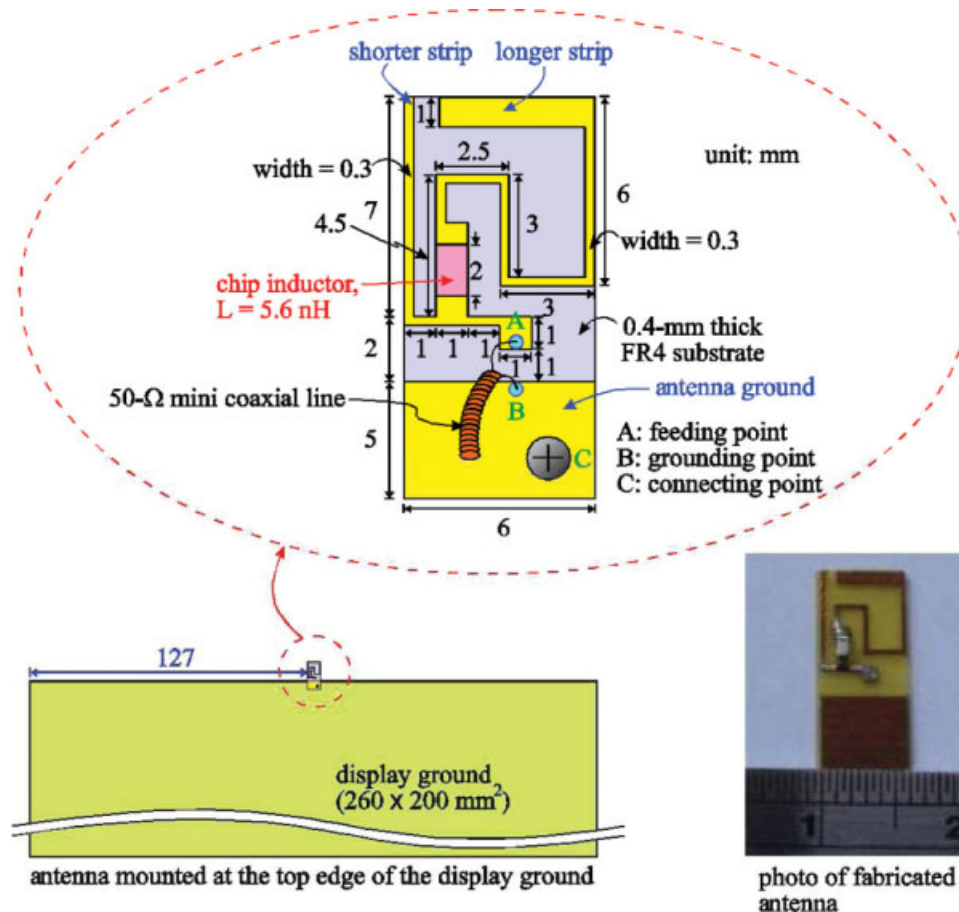 shorter strip
longer strip
1
2.5
unit: mm
width = 0.3
6
7
4.5
3
width = 0.3
2
chip inductor,
L = 5.6 nH
3
A
1
0.4-mm thick
FR4 substrate
2
1
1
1
1
1
antenna ground
50-Ω mini coaxial line
B
5
A: feeding point
B: grounding point
C: connecting point
C
6
127
display ground
(260 x 200 mm²)
1
2
antenna mounted at the top edge of the display ground
photo of fabricated
antenna